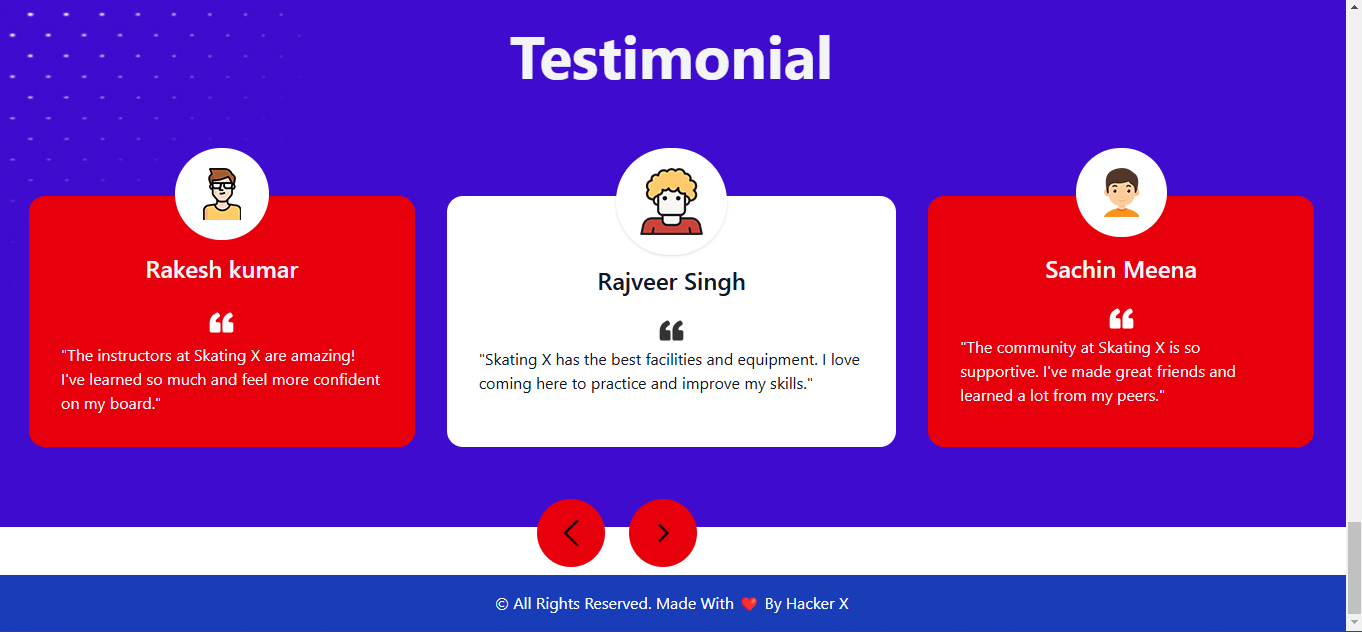 Testimonial
Rakesh kumar
"The instructors at Skating X are amazing!
I've learned so much and feel more confident
on my board."
Rajveer Singh
"Skating X has the best facilities and equipment. I love
coming here to practice and improve my skills."
Sachin Meena
"The community at Skating X is so
supportive. I've made great friends and
learned a lot from my peers."
© All Rights Reserved. Made With ❤️ By Hacker X